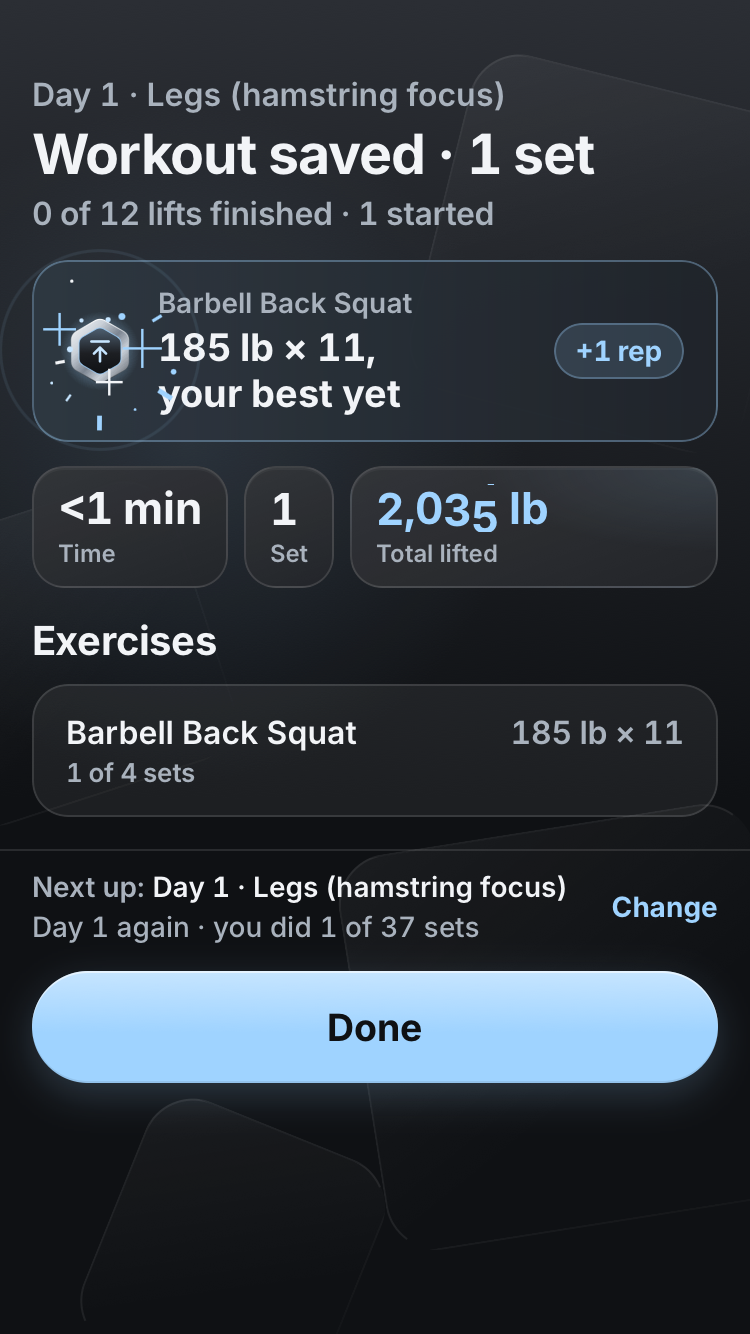 Day 1 · Legs (hamstring focus)
Workout saved · 1 set
0 of 12 lifts finished · 1 started
Barbell Back Squat
185 lb × 11,
your best yet
+1 rep
<1 min
Time
1
Set
2,035 lb
Total lifted
Exercises
Barbell Back Squat
185 lb × 11
1 of 4 sets
Next up: Day 1 · Legs (hamstring focus)
Day 1 again · you did 1 of 37 sets
Change
Done